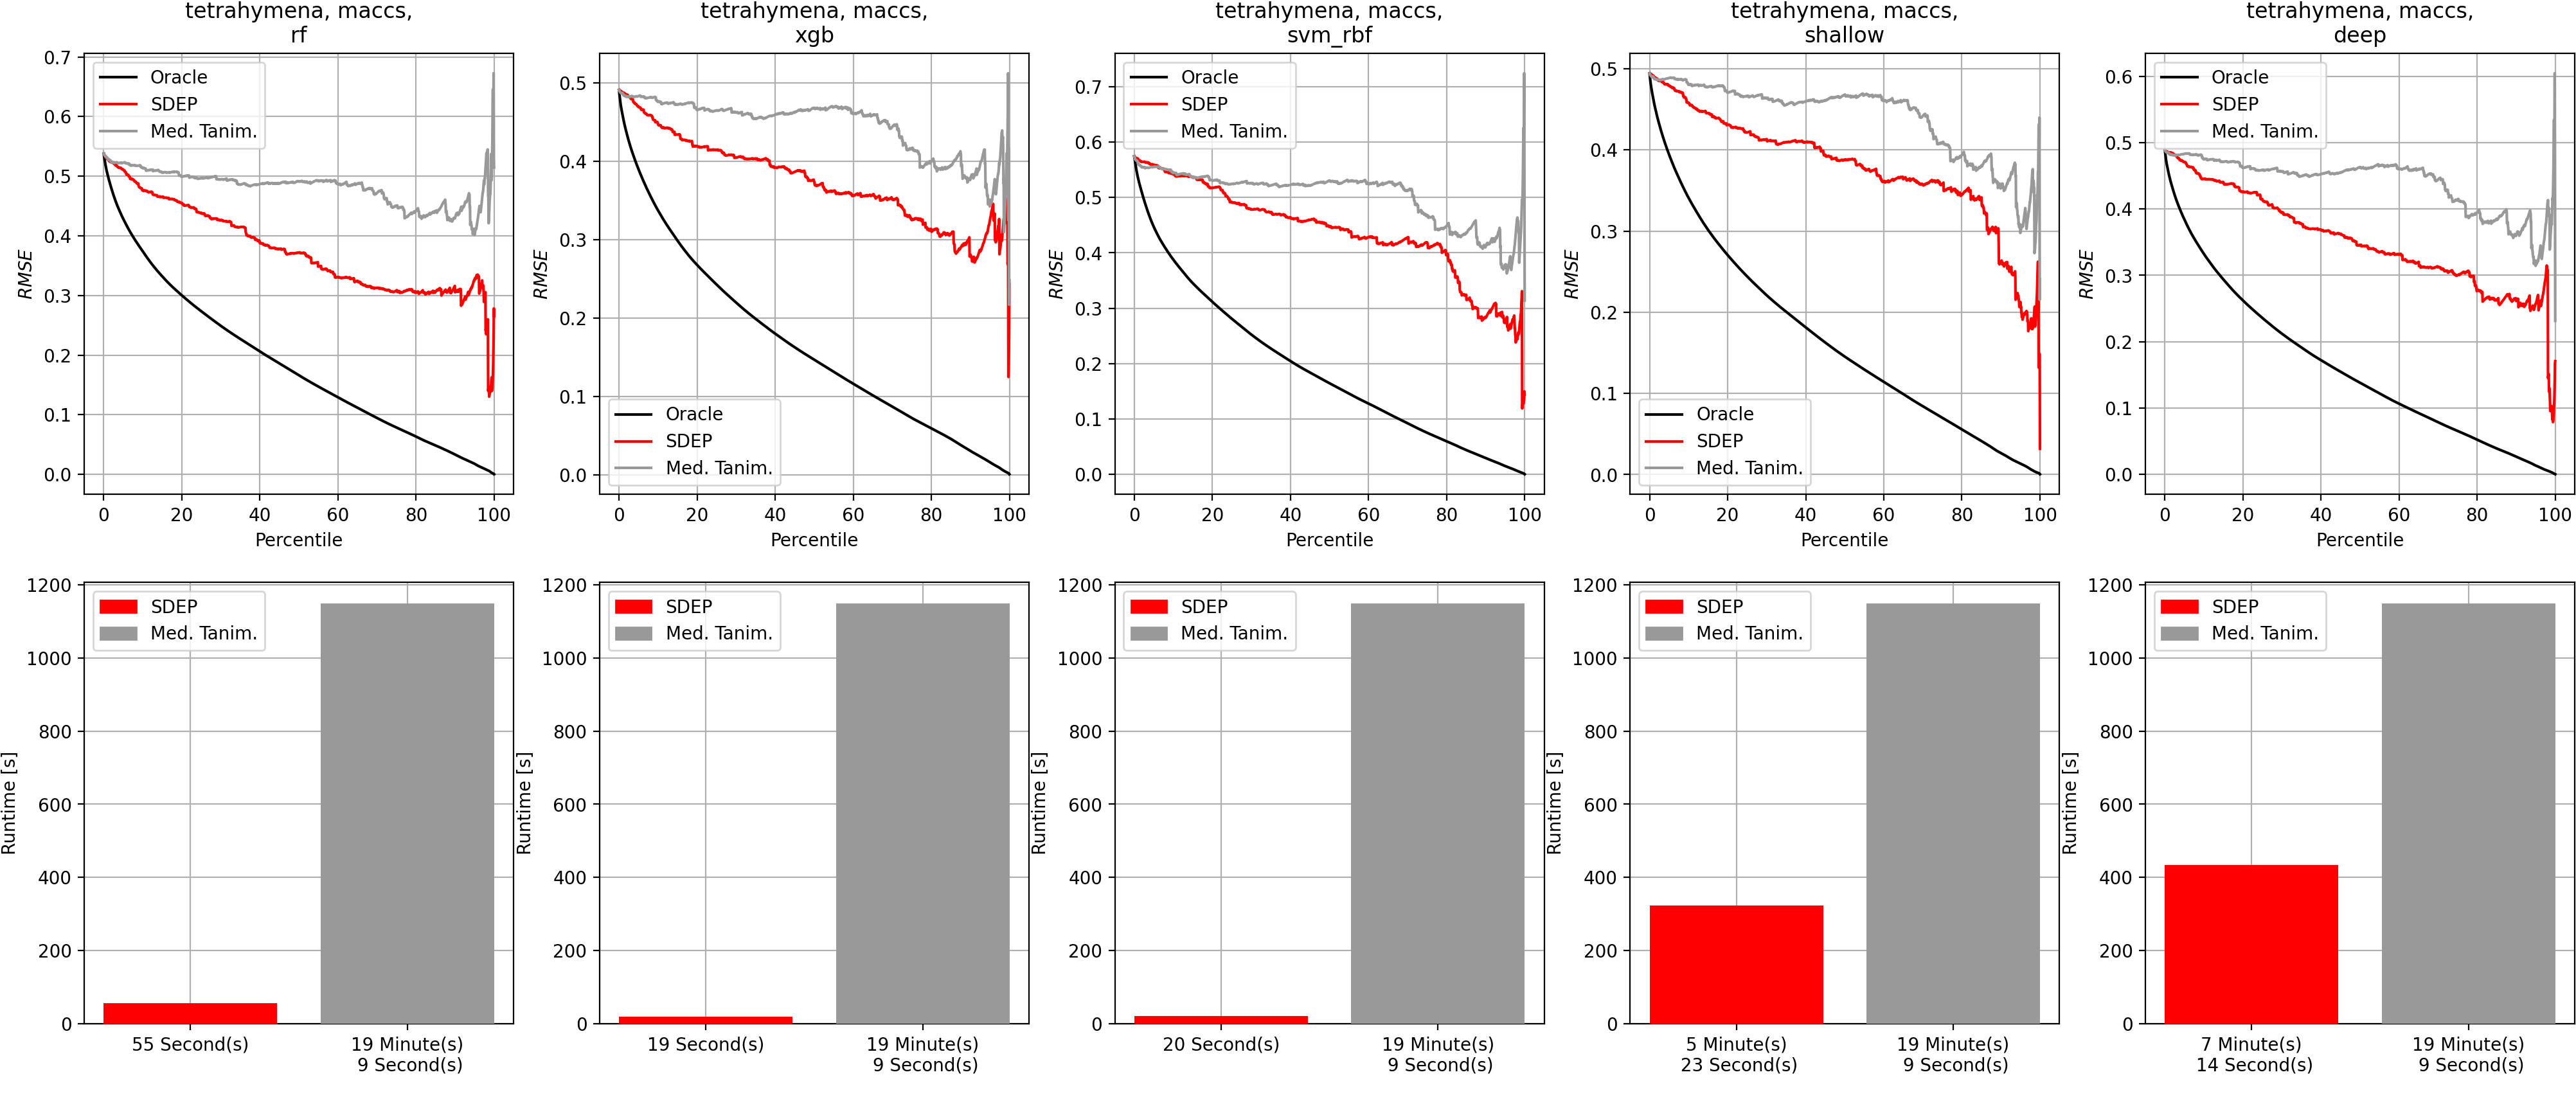 tetrahymena, maccs,
rf
0.7
0.6
0.5
0.4
0.3
0.2
0.1
0.0
RMSE
Oracle
SDEP
Med. Tanim.
0 20 40 60 80 100
Percentile
tetrahymena, maccs,
xgb
0.5
0.4
0.3
0.2
0.1
0.0
RMSE
Oracle
SDEP
Med. Tanim.
0 20 40 60 80 100
Percentile
tetrahymena, maccs,
svm_rbf
0.7
0.6
0.5
0.4
0.3
0.2
0.1
0.0
RMSE
Oracle
SDEP
Med. Tanim.
0 20 40 60 80 100
Percentile
tetrahymena, maccs,
shallow
0.5
0.4
0.3
0.2
0.1
0.0
RMSE
Oracle
SDEP
Med. Tanim.
0 20 40 60 80 100
Percentile
tetrahymena, maccs,
deep
0.6
0.5
0.4
0.3
0.2
0.1
0.0
RMSE
Oracle
SDEP
Med. Tanim.
0 20 40 60 80 100
Percentile
1200
1000
800
600
400
200
0
Runtime [s]
SDEP
Med. Tanim.
55 Second(s)
19 Minute(s)
9 Second(s)
1200
1000
800
600
400
200
0
Runtime [s]
SDEP
Med. Tanim.
19 Second(s)
19 Minute(s)
9 Second(s)
1200
1000
800
600
400
200
0
Runtime [s]
SDEP
Med. Tanim.
20 Second(s)
19 Minute(s)
9 Second(s)
1200
1000
800
600
400
200
0
Runtime [s]
SDEP
Med. Tanim.
5 Minute(s)
23 Second(s)
19 Minute(s)
9 Second(s)
1200
1000
800
600
400
200
0
Runtime [s]
SDEP
Med. Tanim.
7 Minute(s)
14 Second(s)
19 Minute(s)
9 Second(s)